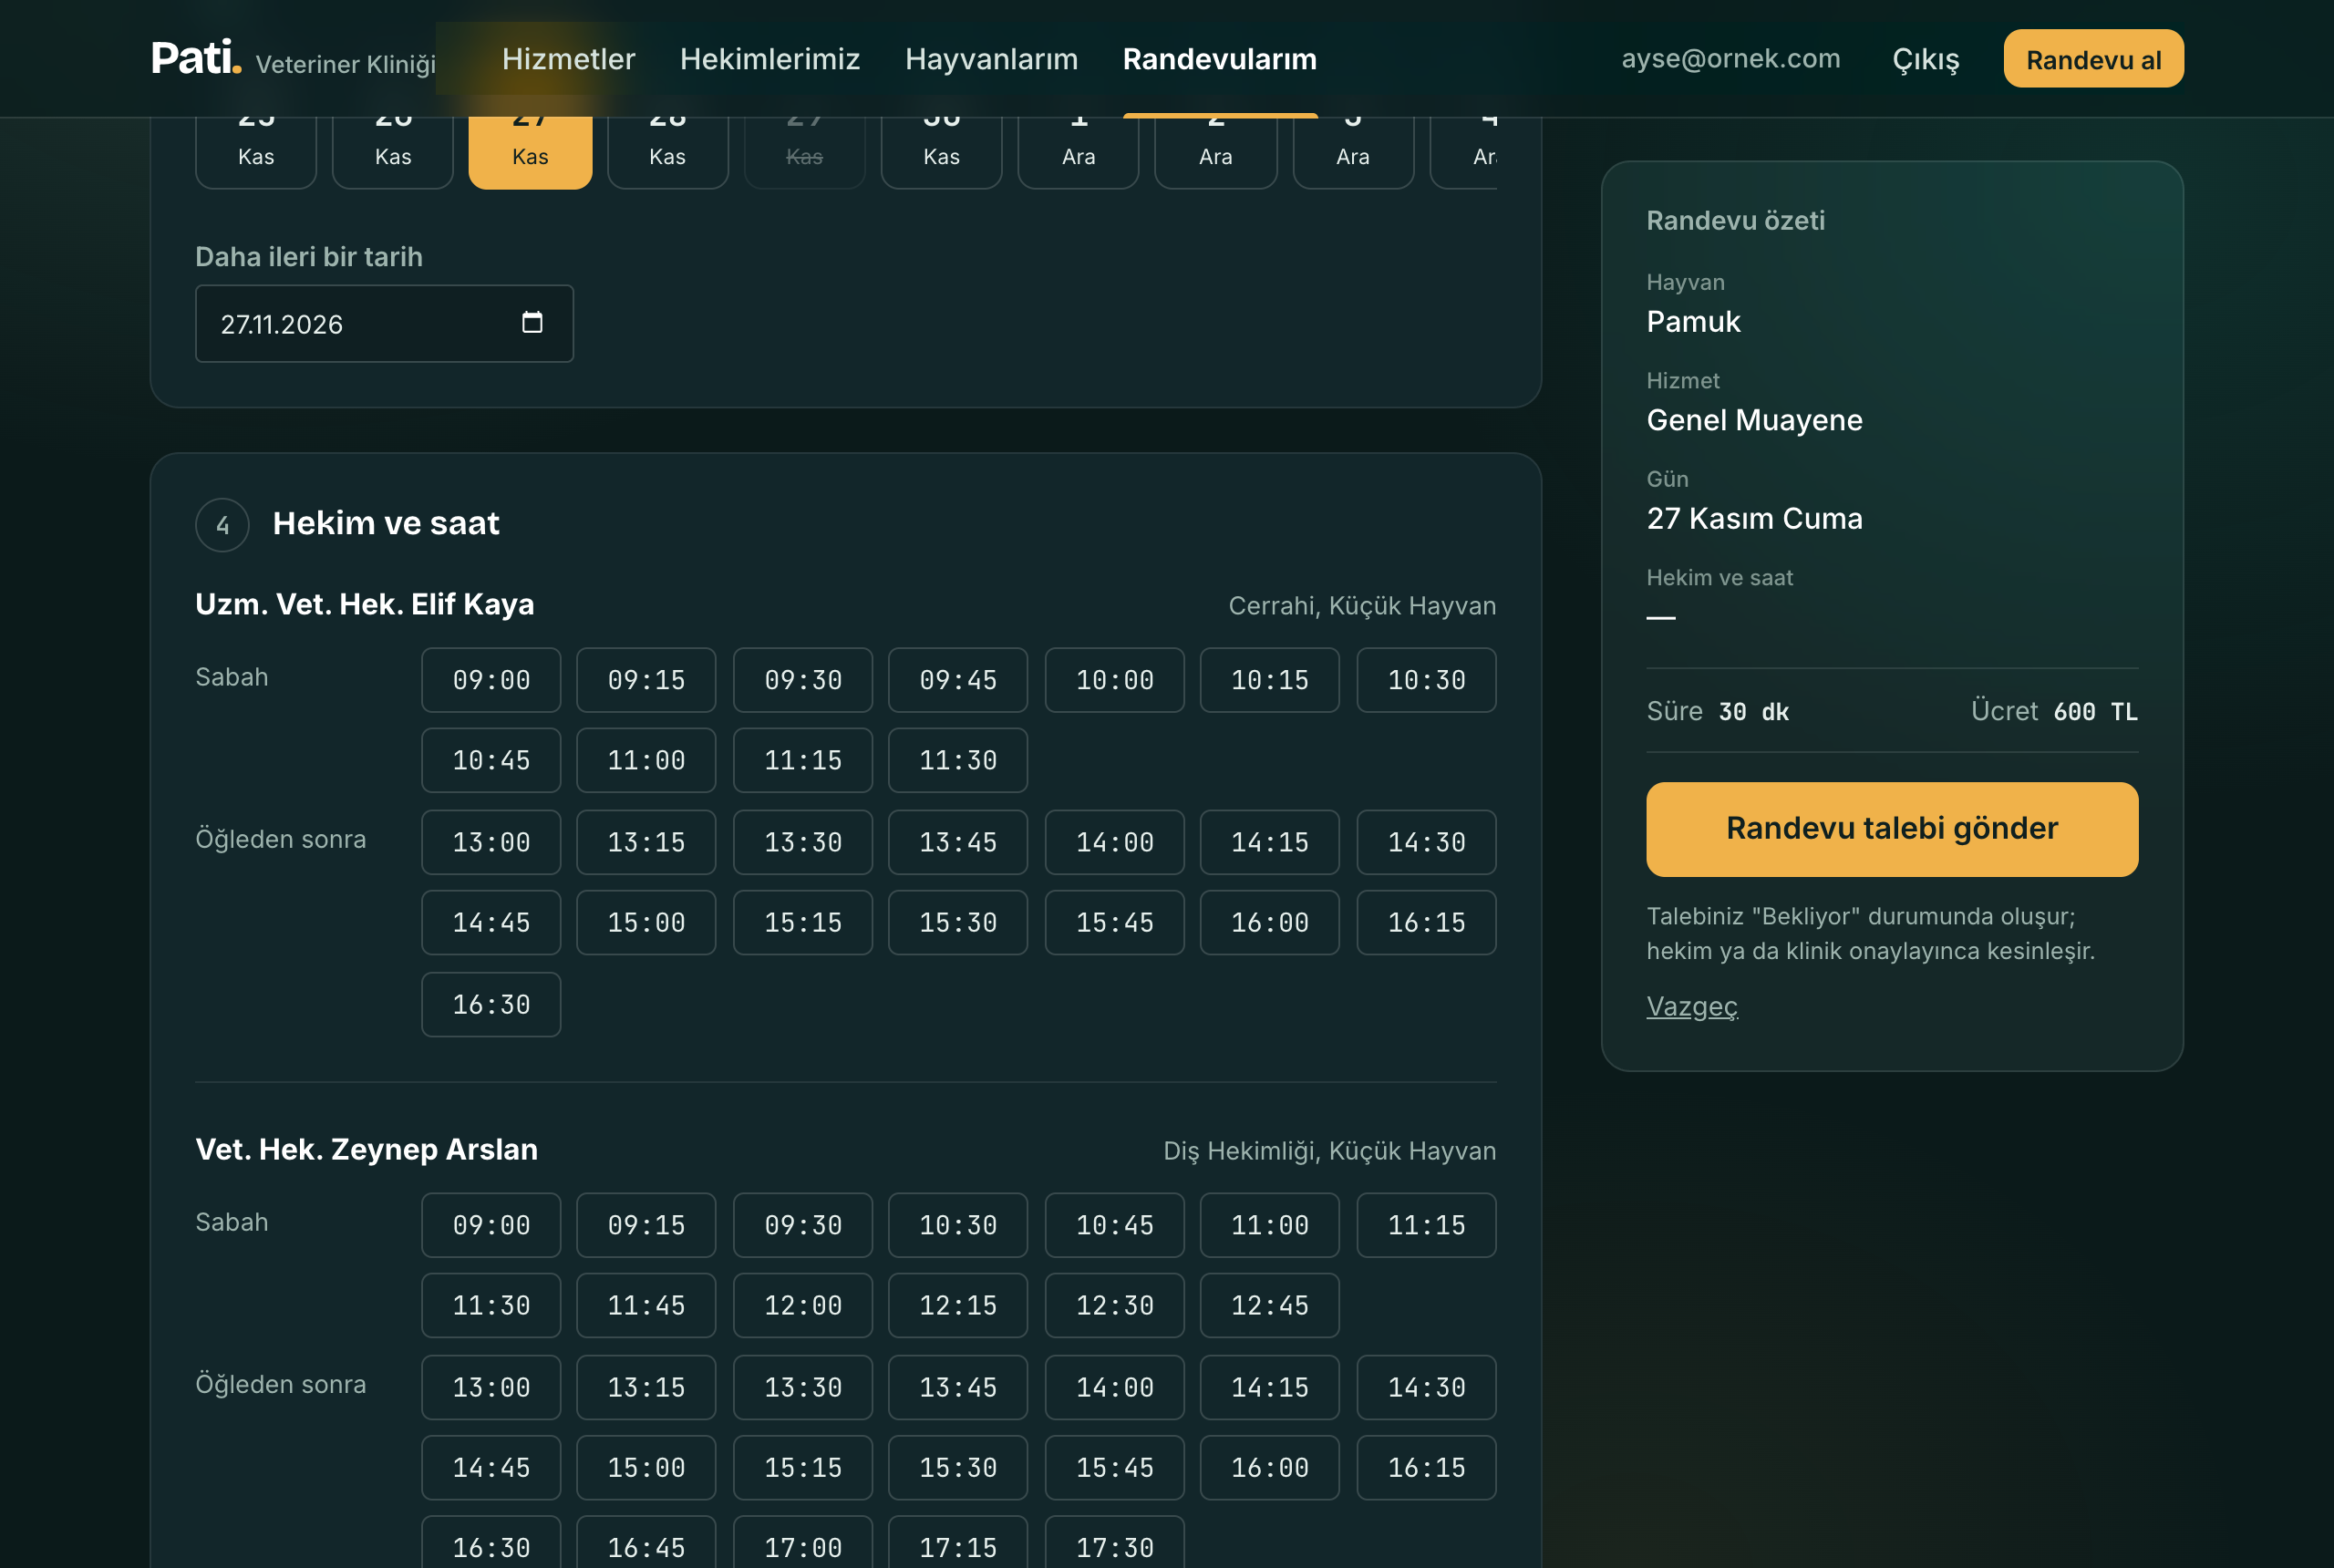 Pati. Veteriner Kliniği Hizmetler Hekimlerimiz Hayvanlarım Randevularım ayse@ornek.com Çıkış Randevu al
25 26 27 28 29 30 1 2 3 4
Kas Kas Kas Kas Kas Kas Ara Ara Ara
Daha ileri bir tarih
27.11.2026
4 Hekim ve saat
Uzm. Vet. Hek. Elif Kaya Cerrahi, Küçük Hayvan
Sabah 09:00 09:15 09:30 09:45 10:00 10:15 10:30
10:45 11:00 11:15 11:30
Öğleden sonra 13:00 13:15 13:30 13:45 14:00 14:15 14:30
14:45 15:00 15:15 15:30 15:45 16:00 16:15
16:30
Vet. Hek. Zeynep Arslan Diş Hekimliği, Küçük Hayvan
Sabah 09:00 09:15 09:30 10:30 10:45 11:00 11:15
11:30 11:45 12:00 12:15 12:30 12:45
Öğleden sonra 13:00 13:15 13:30 13:45 14:00 14:15 14:30
14:45 15:00 15:15 15:30 15:45 16:00 16:15
16:30 16:45 17:00 17:15 17:30
Randevu özeti
Hayvan
Pamuk
Hizmet
Genel Muayene
Gün
27 Kasım Cuma
Hekim ve saat
—
Süre 30 dk Ücret 600 TL
Randevu talebi gönder
Talebiniz "Bekliyor" durumunda oluşur;
hekim ya da klinik onaylayınca kesinleşir.
Vazgeç